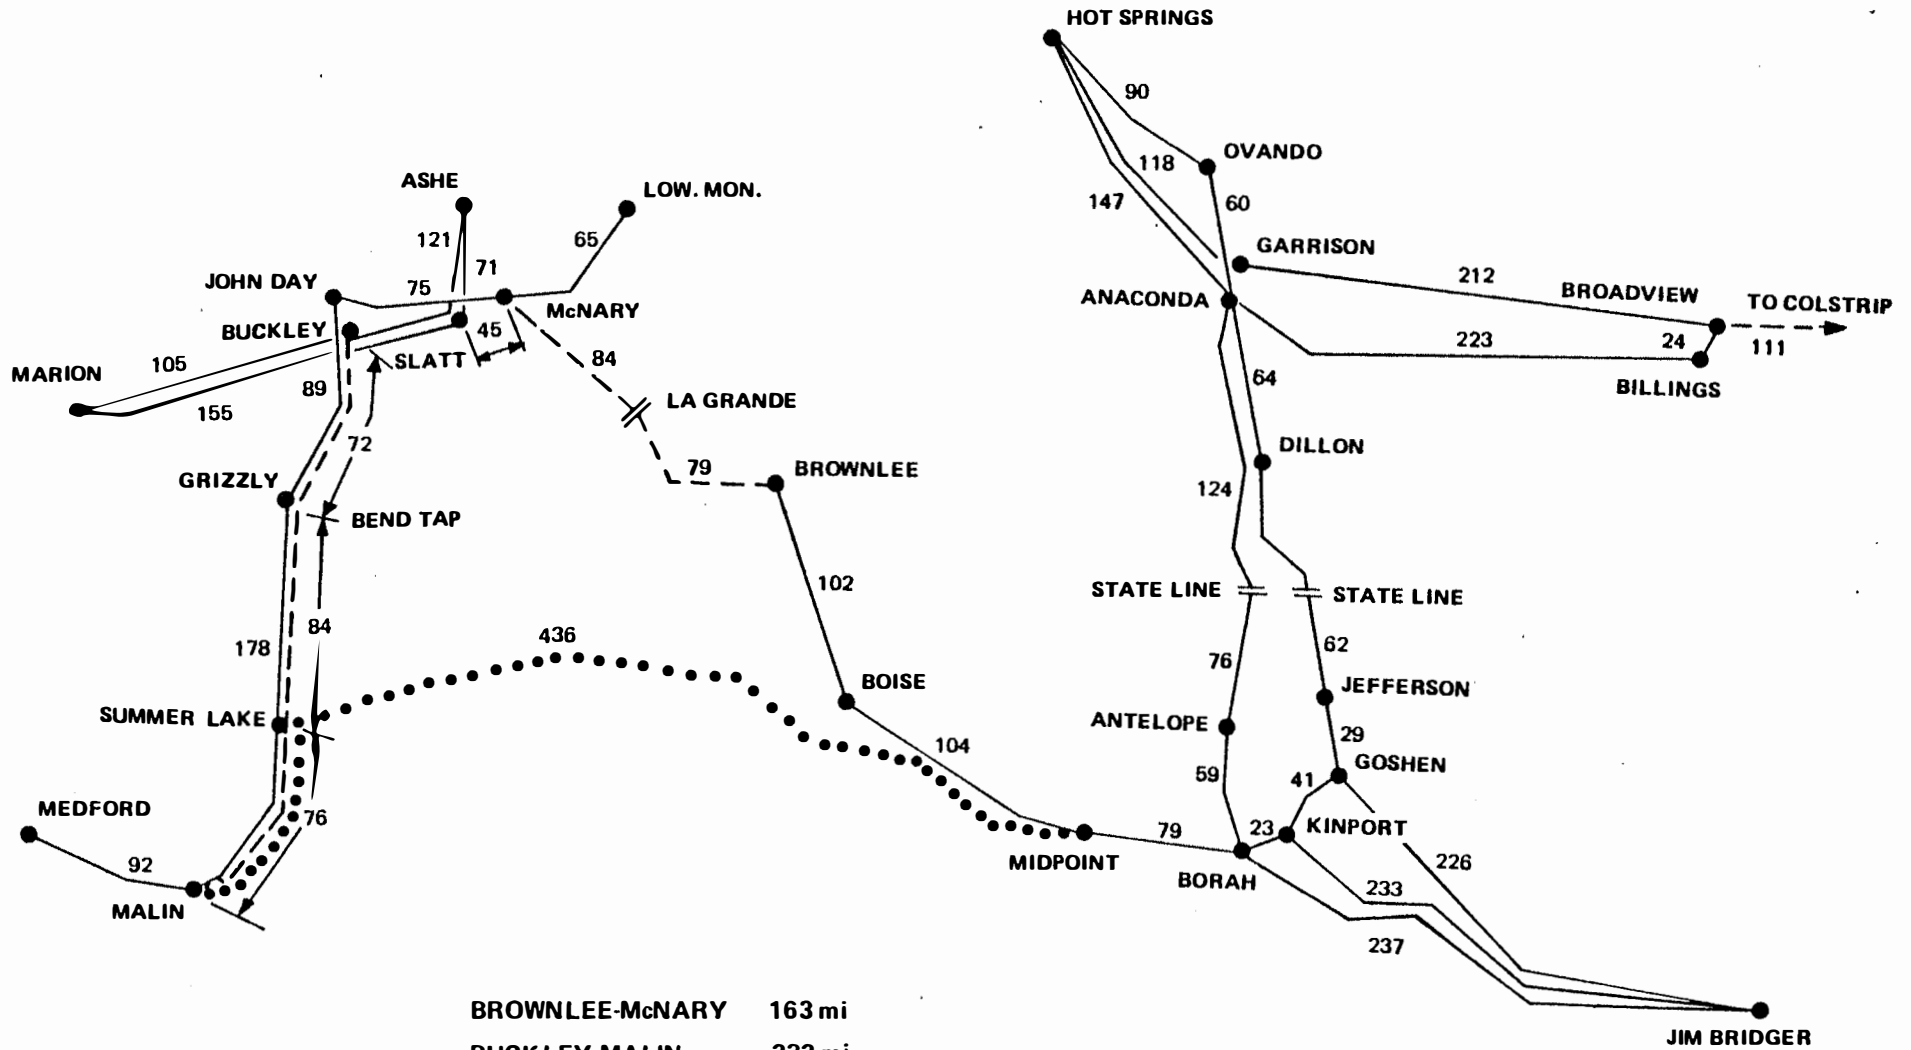 HOT SPRINGS
90
OVANDO
118
147
60
ASHE
LOW. MON.
121
65
71
GARRISON
JOHN DAY
75
212
BROADVIEW
TO COLSTRIP
ANACONDA
McNARY
BUCKLEY
45
223
24
111
SLATT
84
105
MARION
89
64
BILLINGS
155
LA GRANDE
72
DILLON
79
BROWNLEE
GRIZZLY
124
BEND TAP
102
STATE LINE
STATE LINE
84
436
178
62
76
BOISE
JEFFERSON
SUMMER LAKE
ANTELOPE
104
29
GOSHEN
59
41
MEDFORD
76
79
23
KINPORT
92
MIDPOINT
226
BORAH
233
MALIN
237
BROWNLEE-McNARY 163 mi
JIM BRIDGER